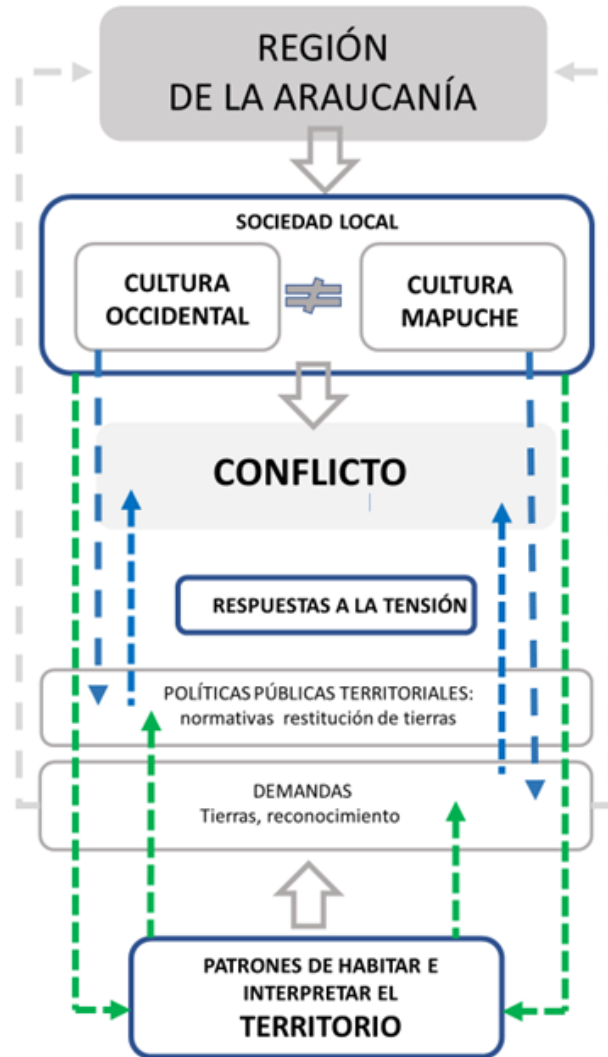 REGIÓN
DE LA ARAUCANÍA
SOCIEDAD LOCAL
CULTURA
OCCIDENTAL
≠
CULTURA
MAPUCHE
CONFLICTO
RESPUESTAS A LA TENSIÓN
POLÍTICAS PÚBLICAS TERRITORIALES:
normativas restitución de tierras
DEMANDAS
Tierras, reconocimiento
PATRONES DE HABITAR E
INTERPRETAR EL
TERRITORIO